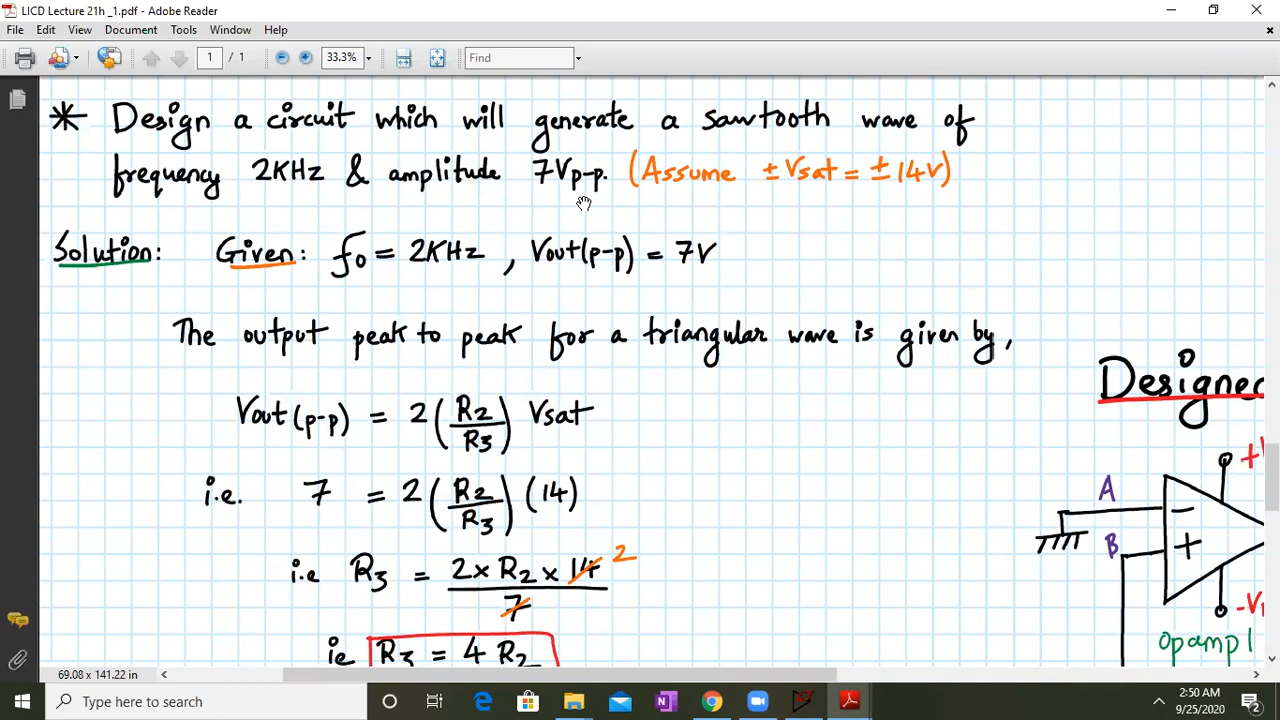 LICD Lecture 21h _1.pdf - Adobe Reader
File Edit View Document Tools Window Help
1 / 1 33.3% Find
* Design a circuit which will generate a sawtooth wave of
frequency 2KHz & amplitude 7Vp-p. (Assume ±Vsat = ±14V)
Solution: Given: fo = 2KHz , Vout(p-p) = 7V
The output peak to peak for a triangular wave is given by,
Vout (p-p) = 2 (R2/R3) Vsat
i.e. 7 = 2 (R2/R3) (14)
i.e R3 = 2 x R2 x 14 2 / 7
ie R3 = 4 R2
Designe
+V
A
−
B
+
-V
opamp 1
69.08 x 141.22 in
Type here to search
2:50 AM
9/25/2020
2